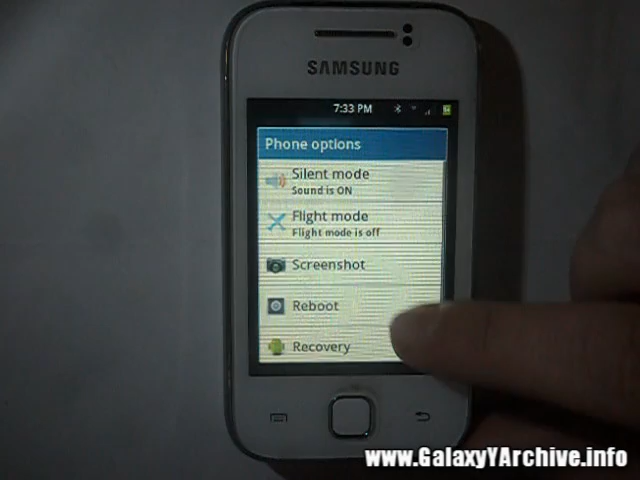 SAMSUNG
7:33 PM
Phone options
Silent mode
Sound is ON
Flight mode
Flight mode is off
Screenshot
Reboot
Recovery
www.GalaxyYArchive.info